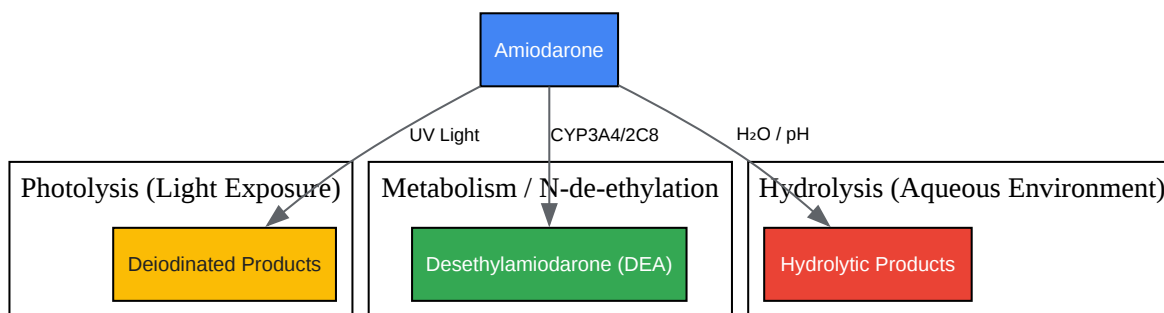 Amiodarone
UV Light
CYP3A4/2C8
H₂O / pH
Photolysis (Light Exposure)
Metabolism / N-de-ethylation
Hydrolysis (Aqueous Environment)
Deiodinated Products
Desethylamiodarone (DEA)
Hydrolytic Products